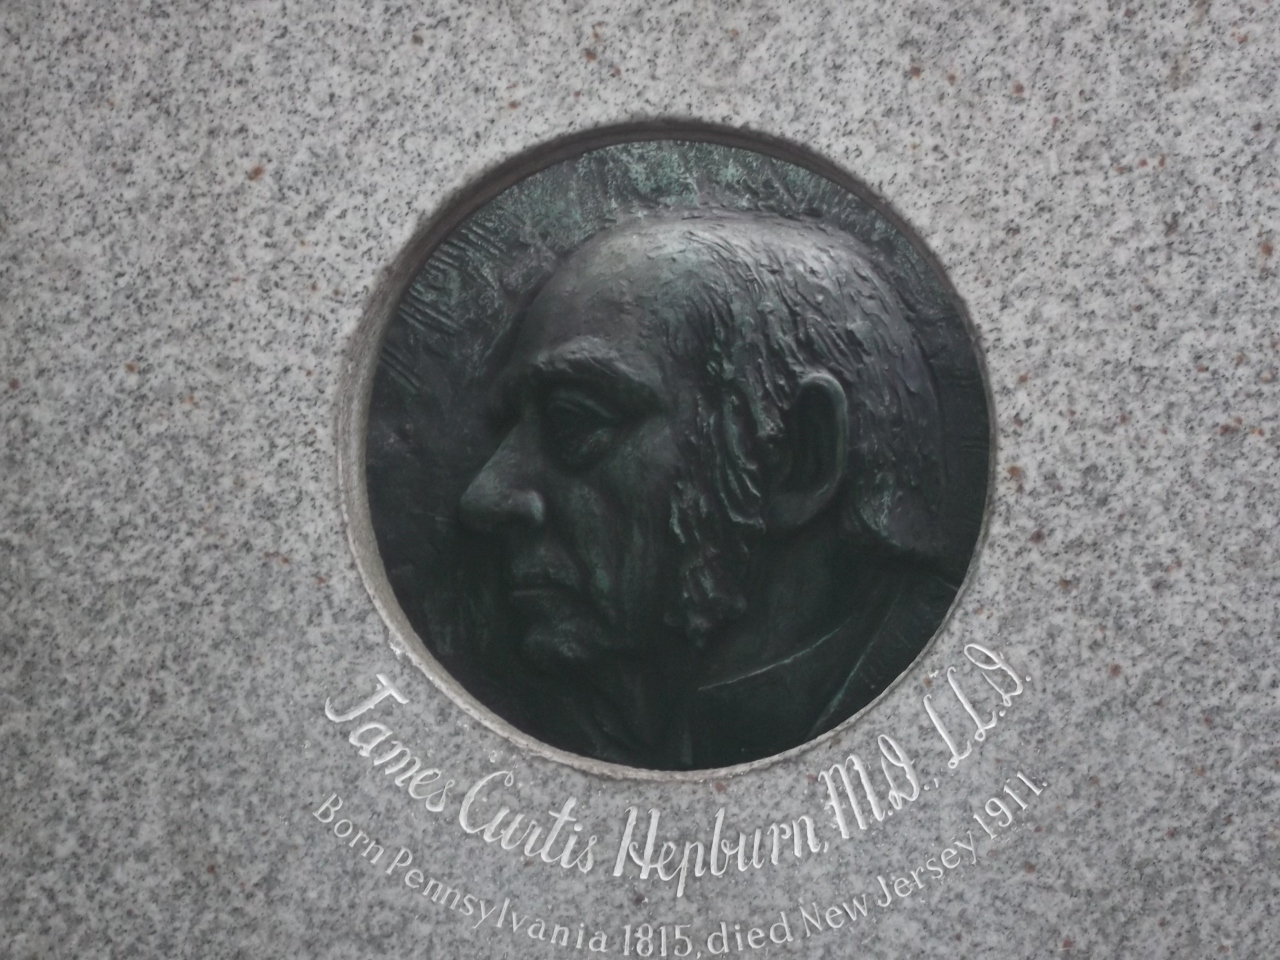 James Curtis Hepburn, M.D., LL.D.
Born Pennsylvania 1815, died New Jersey 1911.